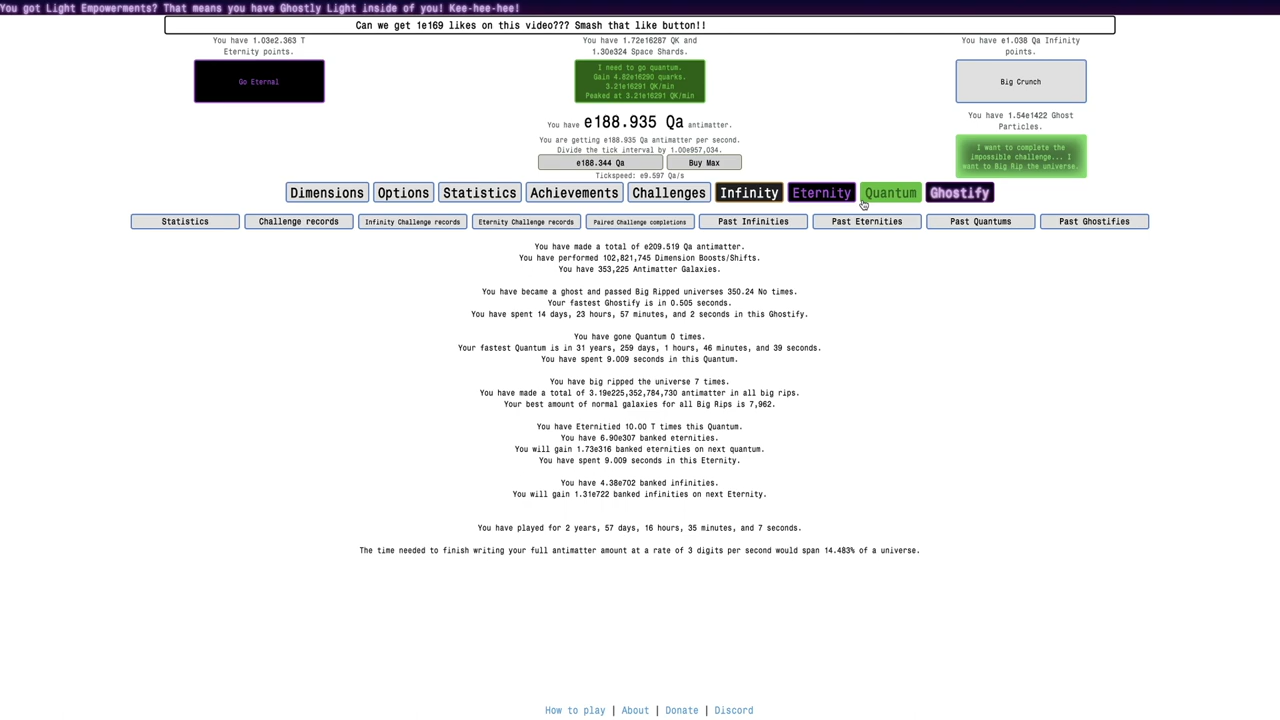 You got Light Empowerments? That means you have Ghostly Light inside of you! Kee-hee-hee!
Can we get 1e169 likes on this video??? Smash that like button!!
You have 1.03e2.363 T
Eternity points.
Go Eternal
You have 1.72e16287 QK and
1.30e324 Space Shards.
I need to go quantum.
Gain 4.82e16290 quarks.
3.21e16291 QK/min
Peaked at 3.21e16291 QK/min
You have e1.038 Qa Infinity
points.
Big Crunch
You have 1.54e1422 Ghost
Particles.
I want to complete the
impossible challenge... I
want to Big Rip the universe.
You have e188.935 Qa antimatter.
You are getting e188.935 Qa antimatter per second.
Divide the tick interval by 1.00e957,034.
e188.344 Qa
Buy Max
Tickspeed: e9.597 Qa/s
Dimensions
Options
Statistics
Achievements
Challenges
Infinity
Eternity
Quantum
Ghostify
Statistics
Challenge records
Infinity Challenge records
Eternity Challenge records
Paired Challenge completions
Past Infinities
Past Eternities
Past Quantums
Past Ghostifies
You have made a total of e209.519 Qa antimatter.
You have performed 102,821,745 Dimension Boosts/Shifts.
You have 353,225 Antimatter Galaxies.
You have became a ghost and passed Big Ripped universes 350.24 No times.
Your fastest Ghostify is in 0.505 seconds.
You have spent 14 days, 23 hours, 57 minutes, and 2 seconds in this Ghostify.
You have gone Quantum 0 times.
Your fastest Quantum is in 31 years, 259 days, 1 hours, 46 minutes, and 39 seconds.
You have spent 9.009 seconds in this Quantum.
You have big ripped the universe 7 times.
You have made a total of 3.19e225,352,784,730 antimatter in all big rips.
Your best amount of normal galaxies for all Big Rips is 7,962.
You have Eternitied 10.00 T times this Quantum.
You have 6.90e307 banked eternities.
You will gain 1.73e316 banked eternities on next quantum.
You have spent 9.009 seconds in this Eternity.
You have 4.38e702 banked infinities.
You will gain 1.31e722 banked infinities on next Eternity.
You have played for 2 years, 57 days, 16 hours, 35 minutes, and 7 seconds.
The time needed to finish writing your full antimatter amount at a rate of 3 digits per second would span 14.483% of a universe.
How to play | About | Donate | Discord